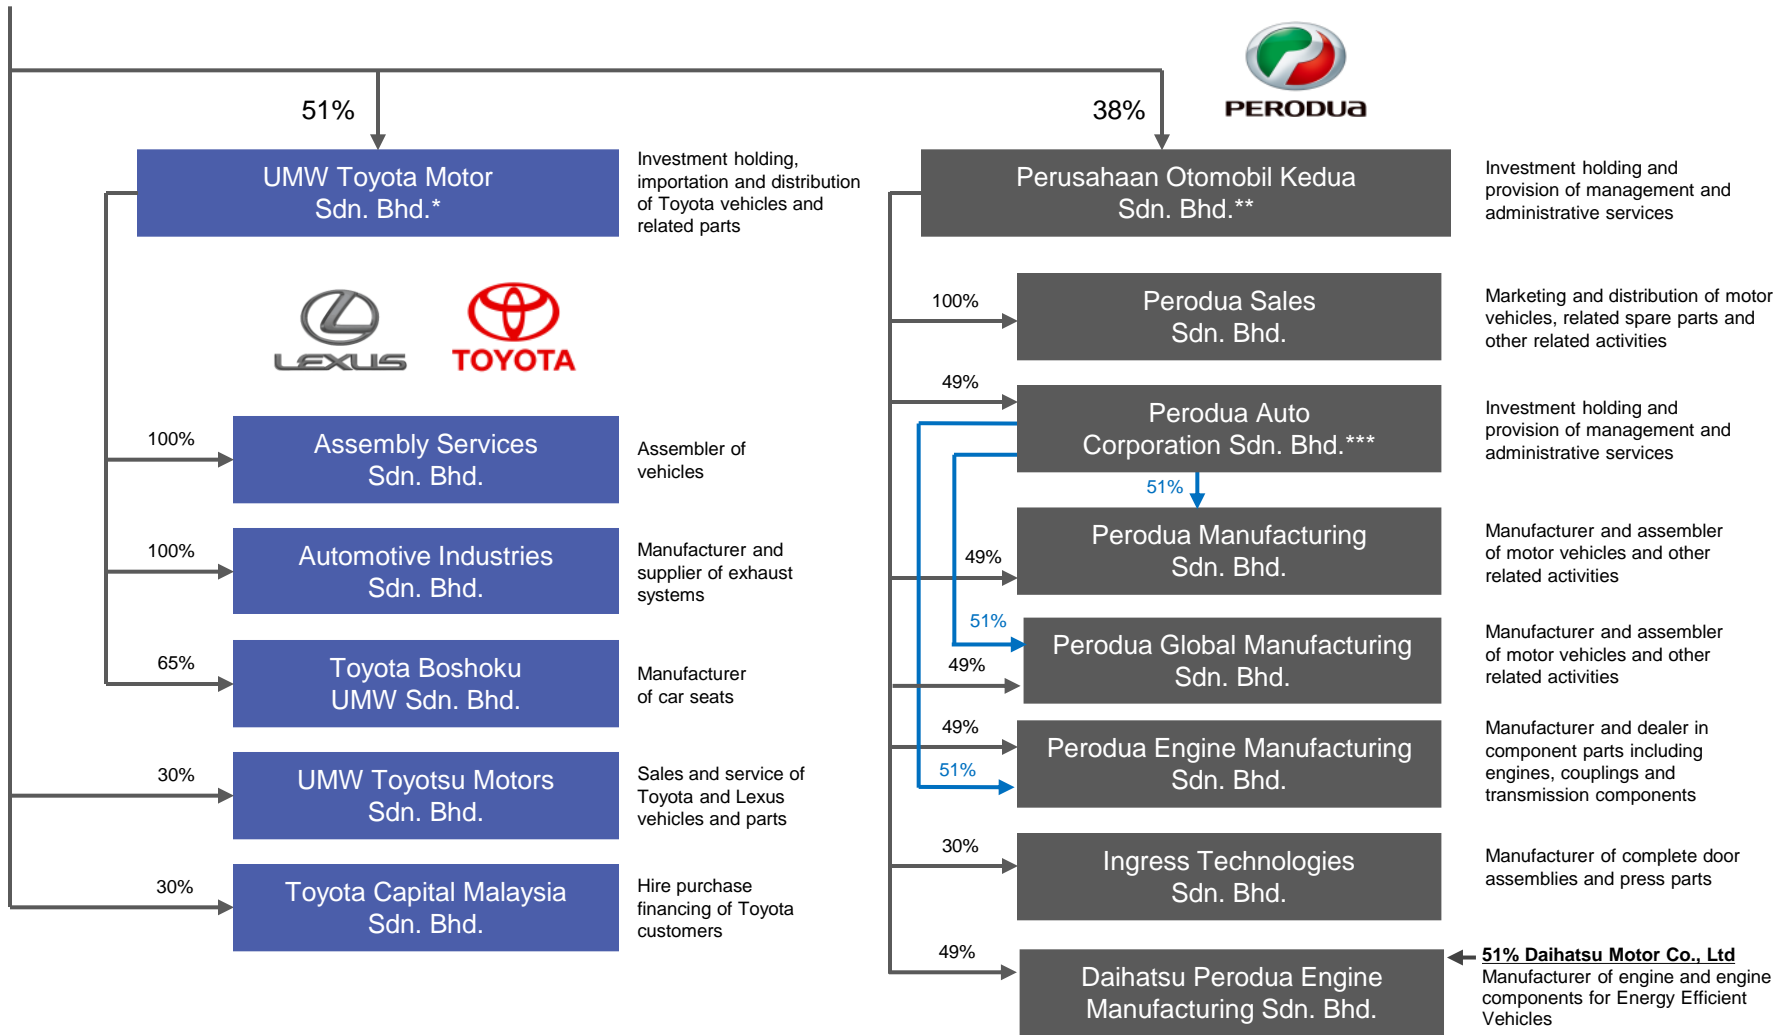 PERODUA
51%
38%
UMW Toyota Motor
Sdn. Bhd.*
Investment holding,
importation and distribution
of Toyota vehicles and
related parts
LEXUS
TOYOTA
100%
Assembly Services
Sdn. Bhd.
Assembler of
vehicles
100%
Automotive Industries
Sdn. Bhd.
Manufacturer and
supplier of exhaust
systems
65%
Toyota Boshoku
UMW Sdn. Bhd.
Manufacturer
of car seats
30%
UMW Toyotsu Motors
Sdn. Bhd.
Sales and service of
Toyota and Lexus
vehicles and parts
30%
Toyota Capital Malaysia
Sdn. Bhd.
Hire purchase
financing of Toyota
customers
Perusahaan Otomobil Kedua
Sdn. Bhd.**
Investment holding and
provision of management and
administrative services
100%
Perodua Sales
Sdn. Bhd.
Marketing and distribution of motor
vehicles, related spare parts and
other related activities
49%
Perodua Auto
Corporation Sdn. Bhd.***
Investment holding and
provision of management and
administrative services
51%
49%
Perodua Manufacturing
Sdn. Bhd.
Manufacturer and assembler
of motor vehicles and other
related activities
51%
49%
Perodua Global Manufacturing
Sdn. Bhd.
Manufacturer and assembler
of motor vehicles and other
related activities
49%
51%
Perodua Engine Manufacturing
Sdn. Bhd.
Manufacturer and dealer in
component parts including
engines, couplings and
transmission components
30%
Ingress Technologies
Sdn. Bhd.
Manufacturer of complete door
assemblies and press parts
49%
Daihatsu Perodua Engine
Manufacturing Sdn. Bhd.
51% Daihatsu Motor Co., Ltd
Manufacturer of engine and engine
components for Energy Efficient
Vehicles